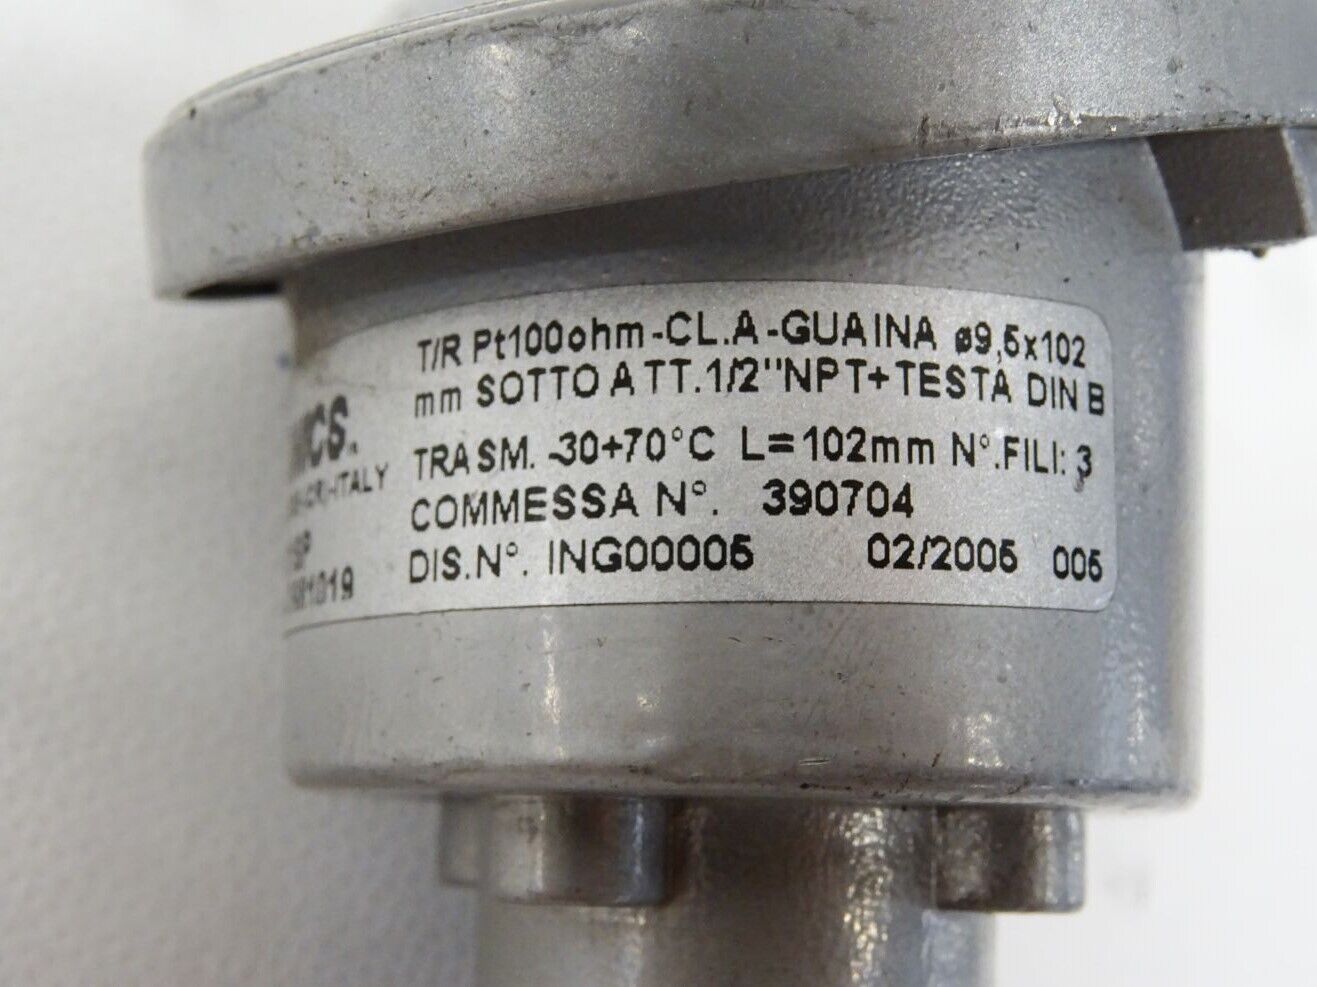 T/R Pt100ohm-CL.A-GUAINA ø9,5x102
mm SOTTO ATT.1/2"NPT+TESTA DIN B
TRASM. -30+70°C L=102mm N°.FILI: 3
COMMESSA N°. 390704
DIS.N°. ING00005 02/2005 005
ITALY